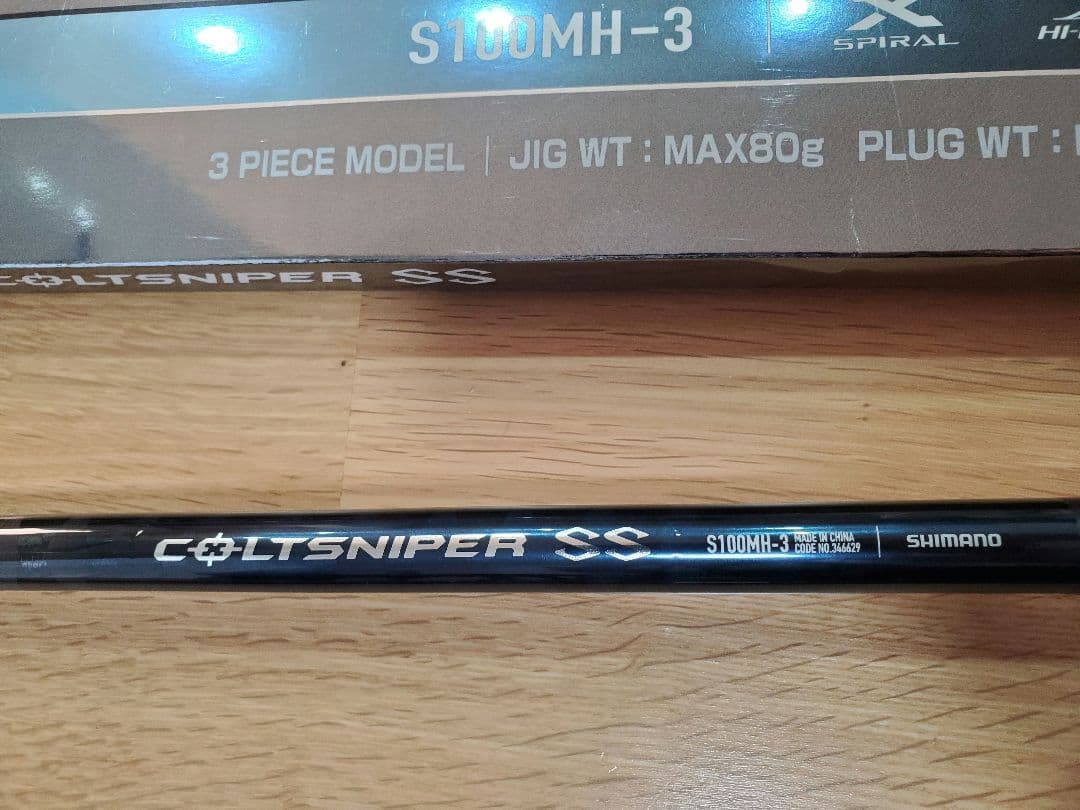 S100MH-3
SPIRAL
3 PIECE MODEL | JIG WT : MAX80g PLUG WT :
COLTSNIPER SS
COLTSNIPER SS S100MH-3 MADE IN CHINA
CODE NO.346629 | SHIMANO